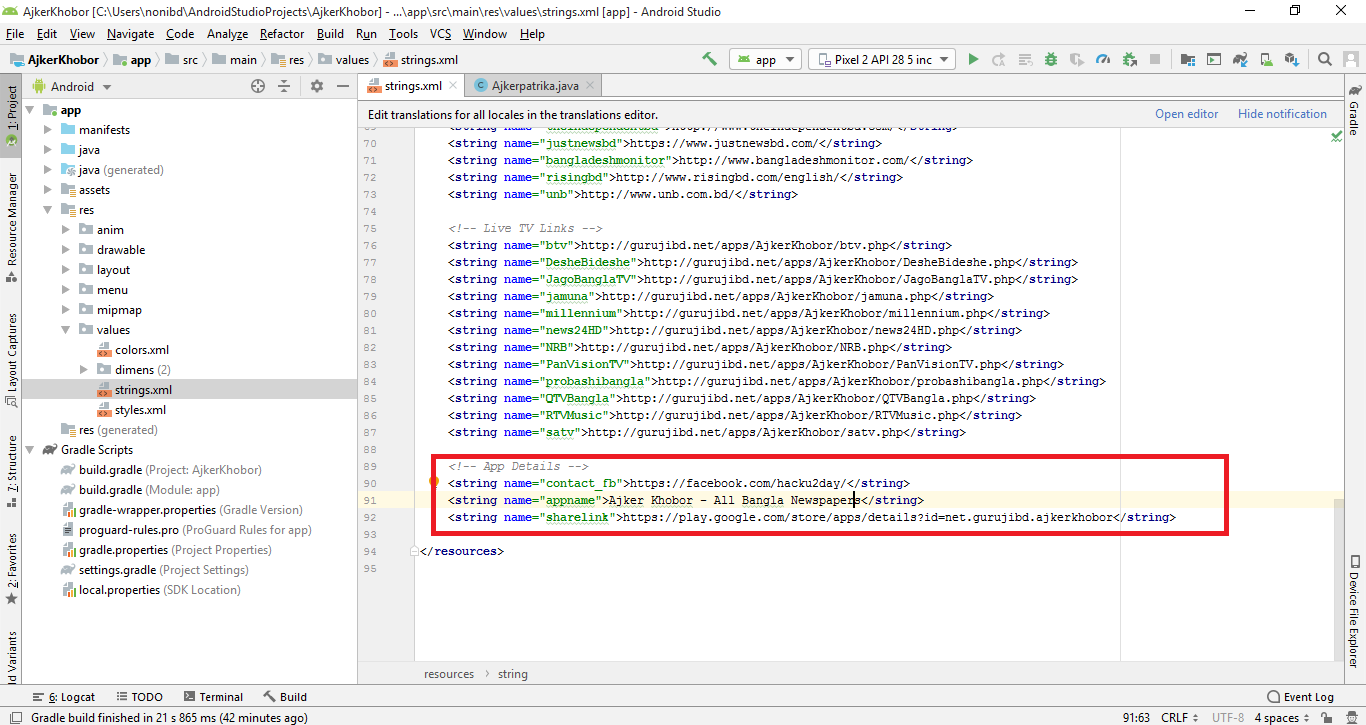 AjkerKhobor [C:\Users\nonibd\AndroidStudioProjects\AjkerKhobor] - ...\app\src\main\res\values\strings.xml [app] - Android Studio
File Edit View Navigate Code Analyze Refactor Build Run Tools VCS Window Help
AjkerKhobor app src main res values strings.xml app Pixel 2 API 28 5 inc
1: Project
Resource Manager
Layout Captures
7: Structure
2: Favorites
Android
app
manifests
java
java (generated)
assets
res
anim
drawable
layout
menu
mipmap
values
colors.xml
dimens (2)
strings.xml
styles.xml
res (generated)
Gradle Scripts
build.gradle (Project: AjkerKhobor)
build.gradle (Module: app)
gradle-wrapper.properties (Gradle Version)
proguard-rules.pro (ProGuard Rules for app)
gradle.properties (Project Properties)
settings.gradle (Project Settings)
local.properties (SDK Location)
strings.xml Ajkerpatrika.java
Edit translations for all locales in the translations editor. Open editor Hide notification
70 <string name="justnewsbd">https://www.justnewsbd.com/</string>
71 <string name="bangladeshmonitor">http://www.bangladeshmonitor.com/</string>
72 <string name="risingbd">http://www.risingbd.com/english/</string>
73 <string name="unb">http://www.unb.com.bd/</string>
74
75 <!-- Live TV Links -->
76 <string name="btv">http://gurujibd.net/apps/AjkerKhobor/btv.php</string>
77 <string name="DesheBideshe">http://gurujibd.net/apps/AjkerKhobor/DesheBideshe.php</string>
78 <string name="JagoBanglaTV">http://gurujibd.net/apps/AjkerKhobor/JagoBanglaTV.php</string>
79 <string name="jamuna">http://gurujibd.net/apps/AjkerKhobor/jamuna.php</string>
80 <string name="millennium">http://gurujibd.net/apps/AjkerKhobor/millennium.php</string>
81 <string name="news24HD">http://gurujibd.net/apps/AjkerKhobor/news24HD.php</string>
82 <string name="NRB">http://gurujibd.net/apps/AjkerKhobor/NRB.php</string>
83 <string name="PanVisionTV">http://gurujibd.net/apps/AjkerKhobor/PanVisionTV.php</string>
84 <string name="probashibangla">http://gurujibd.net/apps/AjkerKhobor/probashibangla.php</string>
85 <string name="QTVBangla">http://gurujibd.net/apps/AjkerKhobor/QTVBangla.php</string>
86 <string name="RTVMusic">http://gurujibd.net/apps/AjkerKhobor/RTVMusic.php</string>
87 <string name="satv">http://gurujibd.net/apps/AjkerKhobor/satv.php</string>
88
89 <!-- App Details -->
90 <string name="contact_fb">https://facebook.com/hacku2day/</string>
91 <string name="appname">Ajker Khobor - All Bangla Newspapers</string>
92 <string name="sharelink">https://play.google.com/store/apps/details?id=net.gurujibd.ajkerkhobor</string>
93
94 </resources>
95
resources string
Gradle
Device File Explorer
6: Logcat TODO Terminal Build Event Log
Gradle build finished in 21 s 865 ms (42 minutes ago) 91:63 CRLF UTF-8 4 spaces